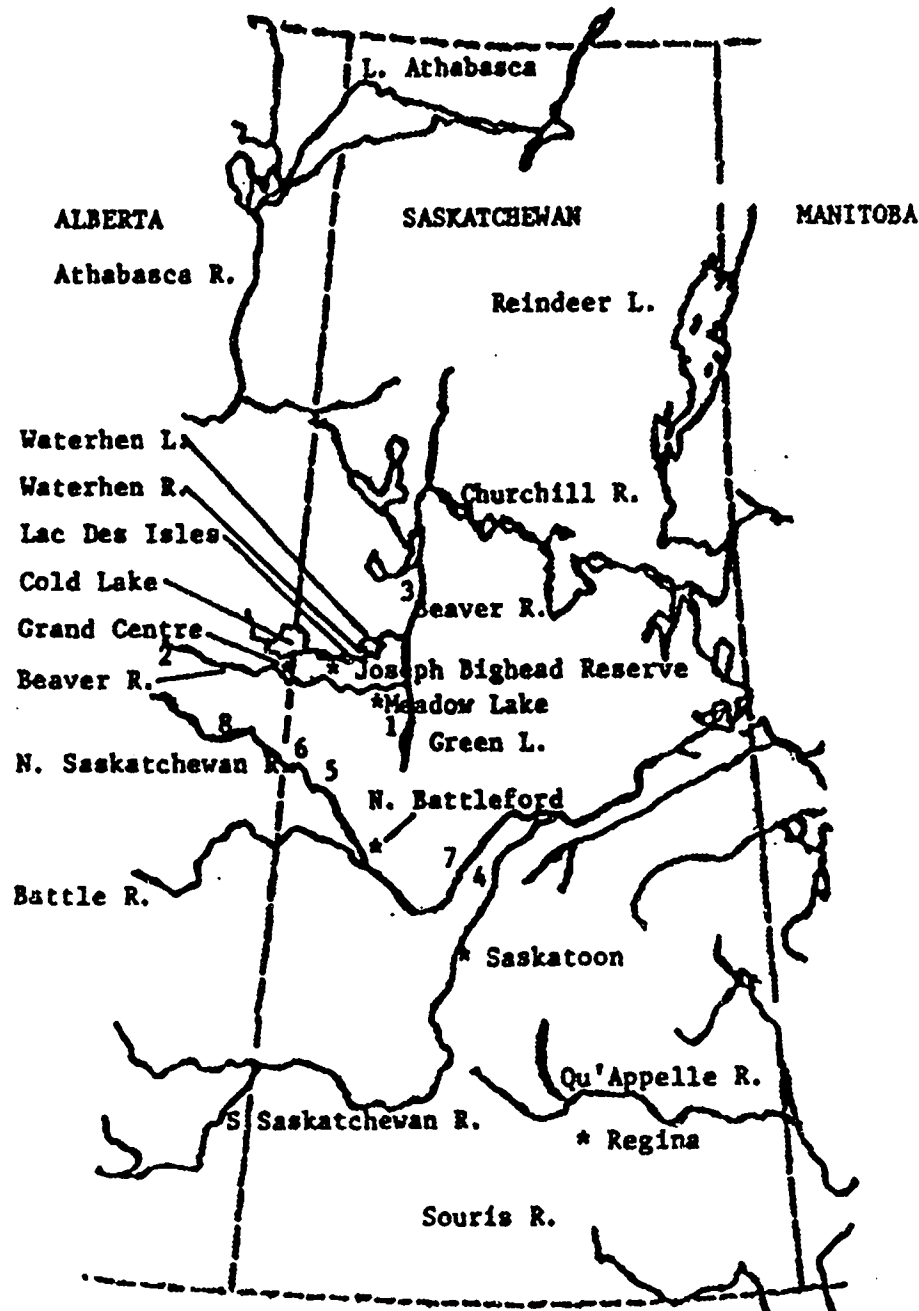 L. Athabasca
ALBERTA
SASKATCHEWAN
MANITOBA
Athabasca R.
Reindeer L.
Waterhen L.
Waterhen R.
Churchill R.
Lac Des Isles
Cold Lake
3
Beaver R.
Grand Centre
2
* Joseph Bighead Reserve
Beaver R.
*Meadow Lake
8
1
Green L.
6
N. Saskatchewan R.
5
N. Battleford
*
7
4
Battle R.
* Saskatoon
Qu'Appelle R.
S Saskatchewan R.
* Regina
Souris R.